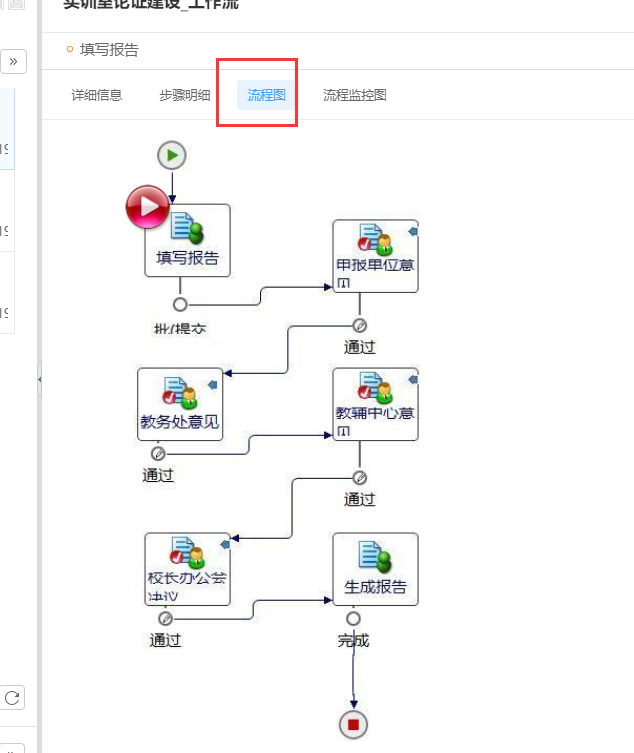 实训室论证建设_工作流
»
填写报告
详细信息
步骤明细
流程图
流程监控图
填写报告
申报单位意
见
批(提交
通过
教务处意见
教辅中心意
见
通过
通过
校长办公会
决议
生成报告
通过
完成